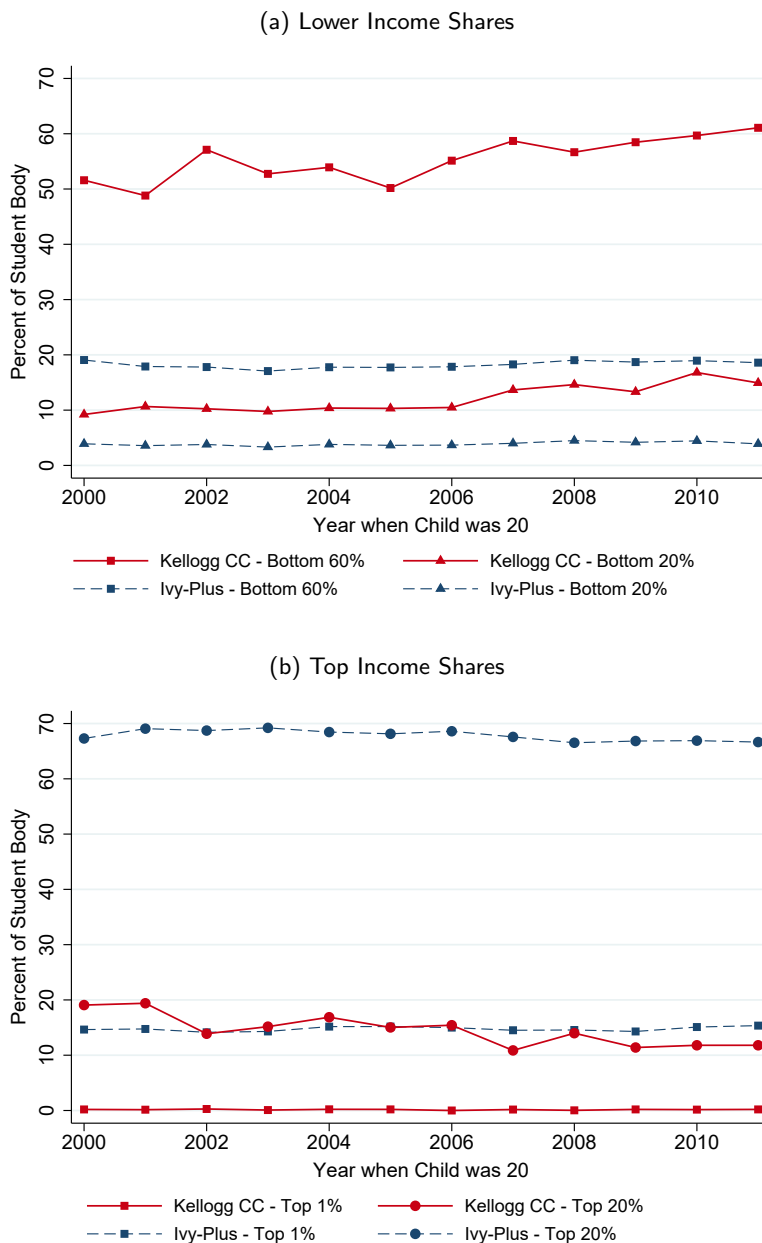 (a) Lower Income Shares
70
60
50
40
30
20
10
0
Percent of Student Body
2000 2002 2004 2006 2008 2010
Year when Child was 20
Kellogg CC - Bottom 60% Kellogg CC - Bottom 20%
Ivy-Plus - Bottom 60% Ivy-Plus - Bottom 20%
(b) Top Income Shares
70
60
50
40
30
20
10
0
Percent of Student Body
2000 2002 2004 2006 2008 2010
Year when Child was 20
Kellogg CC - Top 1% Kellogg CC - Top 20%
Ivy-Plus - Top 1% Ivy-Plus - Top 20%